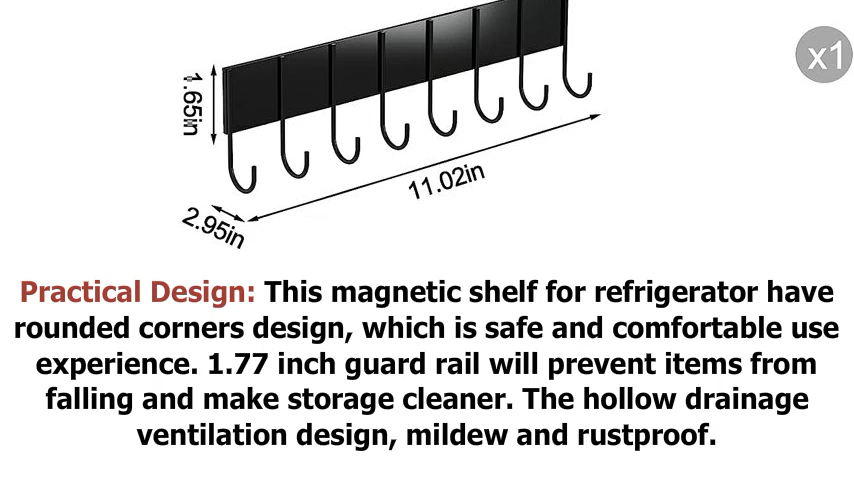 x1
1.65in
11.02in
2.95in
Practical Design: This magnetic shelf for refrigerator have
rounded corners design, which is safe and comfortable use
experience. 1.77 inch guard rail will prevent items from
falling and make storage cleaner. The hollow drainage
ventilation design, mildew and rustproof.